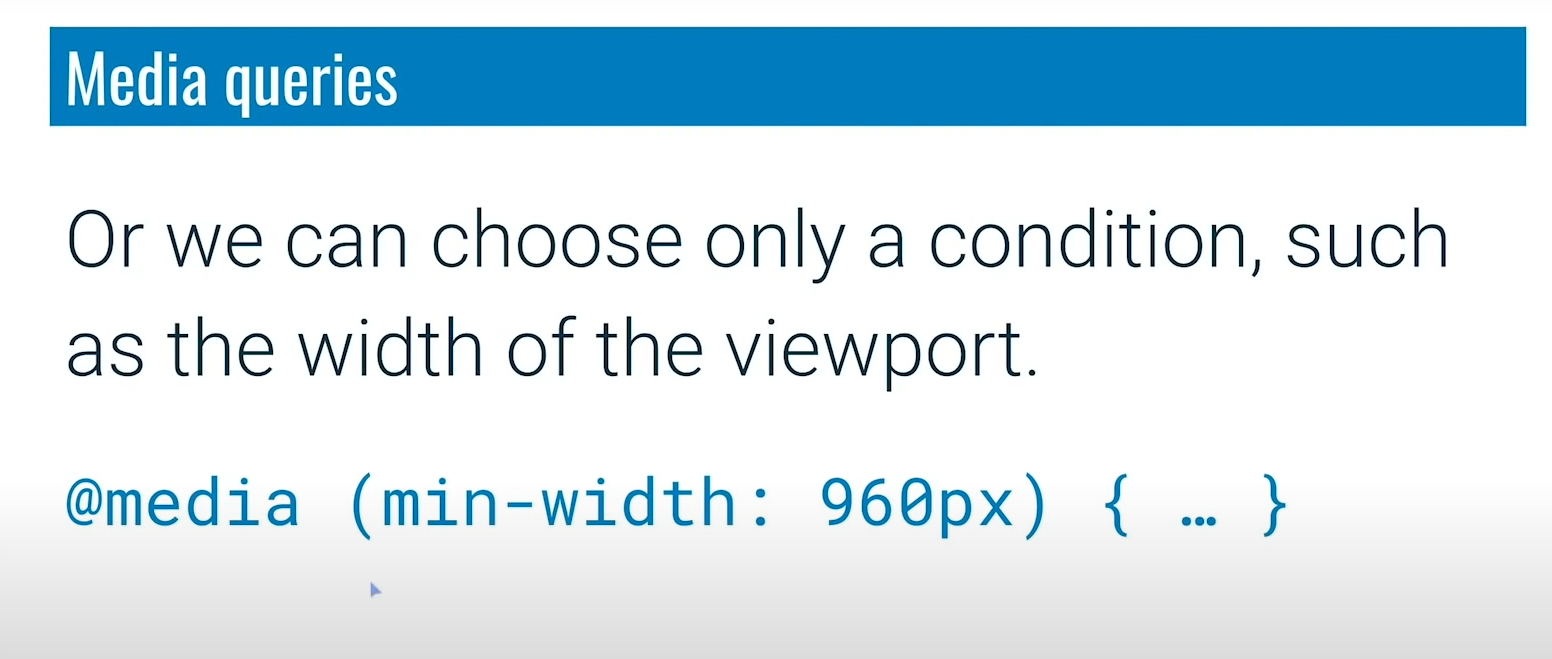 Media queries
Or we can choose only a condition, such
as the width of the viewport.
@media (min-width: 960px) { … }